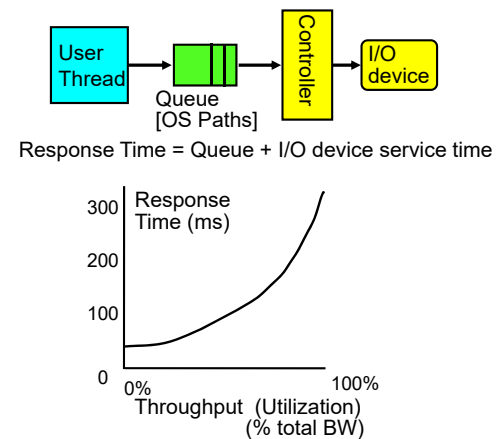 User
Thread
Queue
[OS Paths]
Controller
I/O
device
Response Time = Queue + I/O device service time
Response
Time (ms)
300
200
100
0
0%
100%
Throughput (Utilization)
(% total BW)